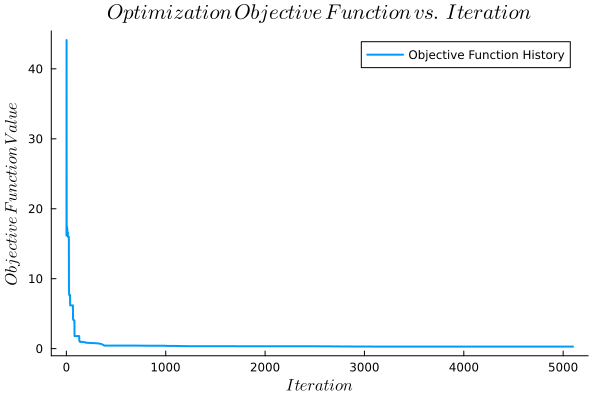 Optimization Objective Function vs. Iteration
Objective Function History
Objective Function Value
40
30
20
10
0
0 1000 2000 3000 4000 5000
Iteration